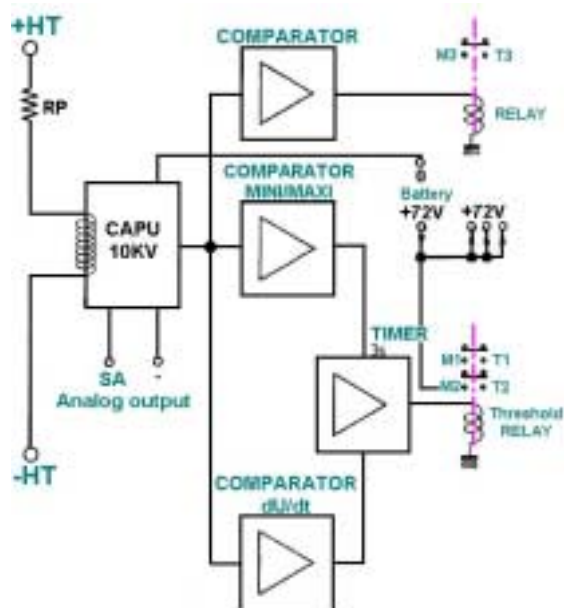 +HT
RP
CAPU
10KV
SA
-
Analog output
-HT
COMPARATOR
M3
T3
RELAY
COMPARATOR
MINI/MAXI
Battery
+72V
+72V
TIMER
M1
T1
M2
T2
Threshold
RELAY
COMPARATOR
dU/dt